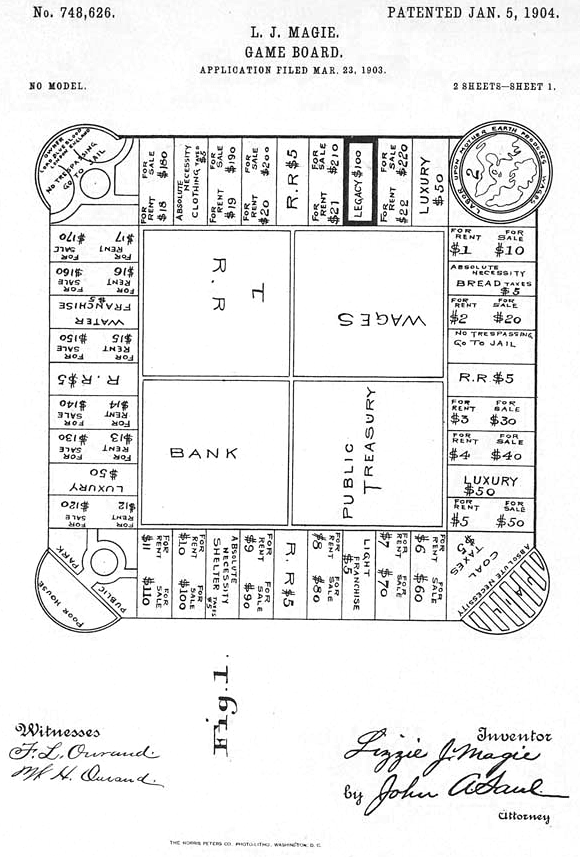 No. 748,626.
PATENTED JAN. 5, 1904.
L. J. MAGIE.
GAME BOARD.
APPLICATION FILED MAR. 23, 1903.
NO MODEL.
2 SHEETS—SHEET 1.
NO TRESPASSING
GO TO JAIL
FOR RENT $18
FOR SALE $180
ABSOLUTE NECESSITY
CLOTHING TAXES $5
FOR RENT $19
FOR SALE $190
FOR RENT $20
FOR SALE $200
R.R $5
FOR RENT $21
FOR SALE $210
LEGACY $100
FOR RENT $22
FOR SALE $220
LUXURY $50
LABOR UPON MOTHER EARTH PRODUCES WAGES
FOR RENT $1
FOR SALE $10
ABSOLUTE NECESSITY
BREAD TAXES
$5
FOR RENT $2
FOR SALE $20
NO TRESPASSING
GO TO JAIL
R.R $5
FOR RENT $3
FOR SALE $30
FOR RENT $4
FOR SALE $40
LUXURY
$50
FOR RENT $5
FOR SALE $50
ABSOLUTE NECESSITY
COAL TAXES
$5
JAIL
FOR RENT $6
FOR SALE $60
FOR RENT $7
FOR SALE $70
LIGHT
FRANCHISE
$5
FOR RENT $8
FOR SALE $80
R. R $5
FOR RENT $9
FOR SALE $90
ABSOLUTE NECESSITY
SHELTER TAXES $5
FOR RENT $10
FOR SALE $100
FOR RENT $11
FOR SALE $110
PUBLIC PARK
POOR HOUSE
FOR RENT $12
FOR SALE $120
LUXURY
$50
FOR RENT $13
FOR SALE $130
FOR RENT $14
FOR SALE $140
R.R $5
FOR RENT $15
FOR SALE $150
WATER
FRANCHISE
$5
FOR RENT $16
FOR SALE $160
FOR RENT $17
FOR SALE $170
R. R
WAGES
BANK
PUBLIC
TREASURY
Fig. 1.
Witnesses
Inventor
Lizzie J. Magie
by John A Saul
Attorney
THE NORRIS PETERS CO. PHOTO-LITHO., WASHINGTON, D. C.